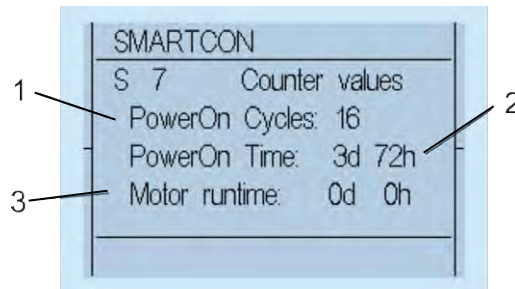 SMARTCON
S 7 Counter values
1
PowerOn Cycles: 16
2
PowerOn Time: 3d 72h
3
Motor runtime: 0d 0h